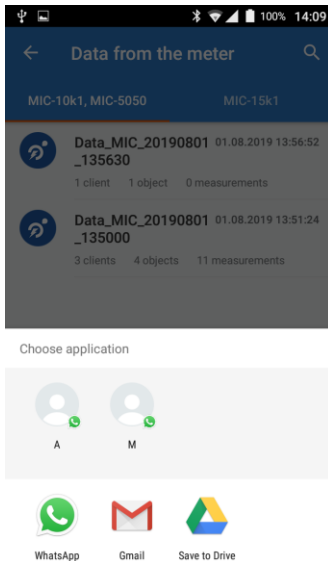 100% 14:09
Data from the meter
MIC-10k1, MIC-5050 MIC-15k1
Data_MIC_20190801 01.08.2019 13:56:52
_135630
1 client 1 object 0 measurements
Data_MIC_20190801 01.08.2019 13:51:24
_135000
3 clients 4 objects 11 measurements
Choose application
A M
WhatsApp Gmail Save to Drive